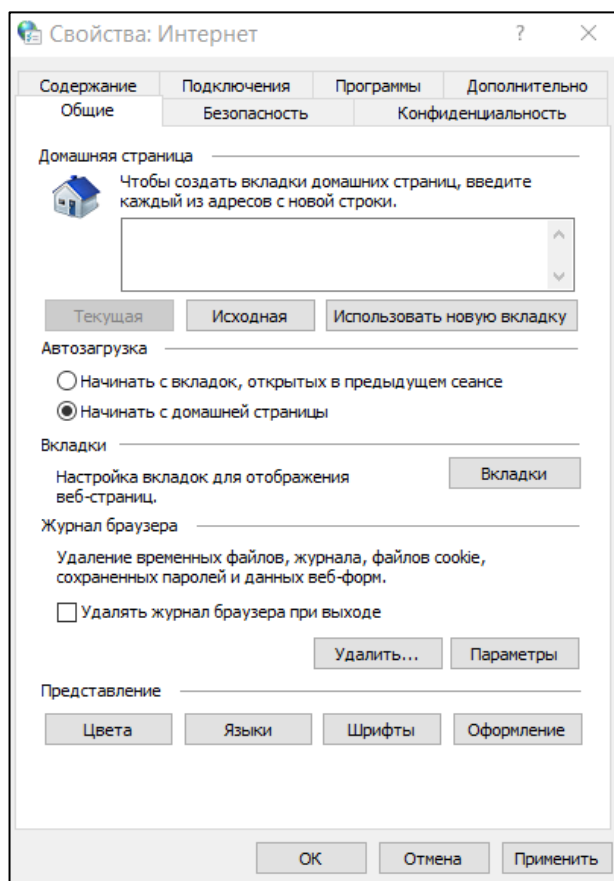 Свойства: Интернет ?
Содержание Подключения Программы Дополнительно
Общие Безопасность Конфиденциальность
Домашняя страница
Чтобы создать вкладки домашних страниц, введите
каждый из адресов с новой строки.
Текущая Исходная Использовать новую вкладку
Автозагрузка
Начинать с вкладок, открытых в предыдущем сеансе
Начинать с домашней страницы
Вкладки
Настройка вкладок для отображения
веб-страниц.
Вкладки
Журнал браузера
Удаление временных файлов, журнала, файлов cookie,
сохраненных паролей и данных веб-форм.
Удалять журнал браузера при выходе
Удалить... Параметры
Представление
Цвета Языки Шрифты Оформление
ОК Отмена Применить